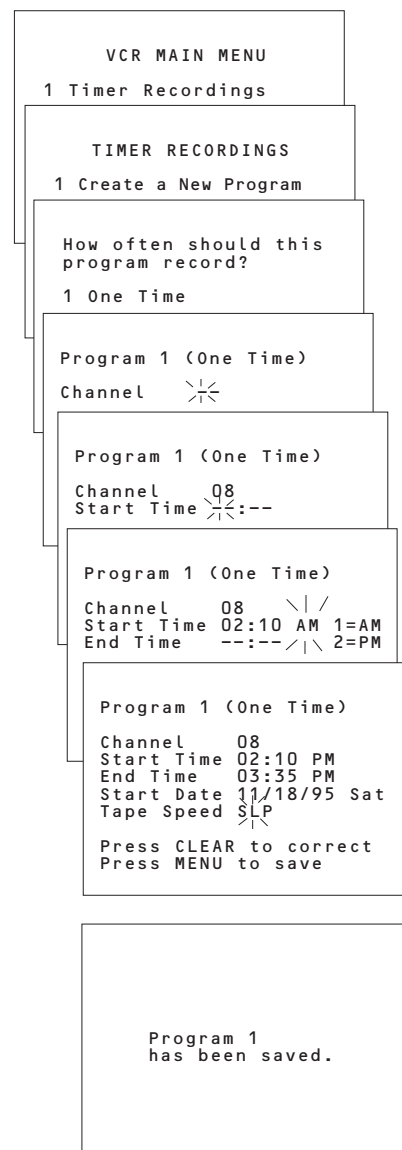 VCR MAIN MENU
1 Timer Recordings
TIMER RECORDINGS
1 Create a New Program
How often should this
program record?
1 One Time
Program 1 (One Time)
Channel --
Program 1 (One Time)
Channel 08
Start Time --:--
Program 1 (One Time)
Channel 08
Start Time 02:10 AM 1=AM
End Time --:-- 2=PM
Program 1 (One Time)
Channel 08
Start Time 02:10 PM
End Time 03:35 PM
Start Date 11/18/95 Sat
Tape Speed SLP
Press CLEAR to correct
Press MENU to save
Program 1
has been saved.